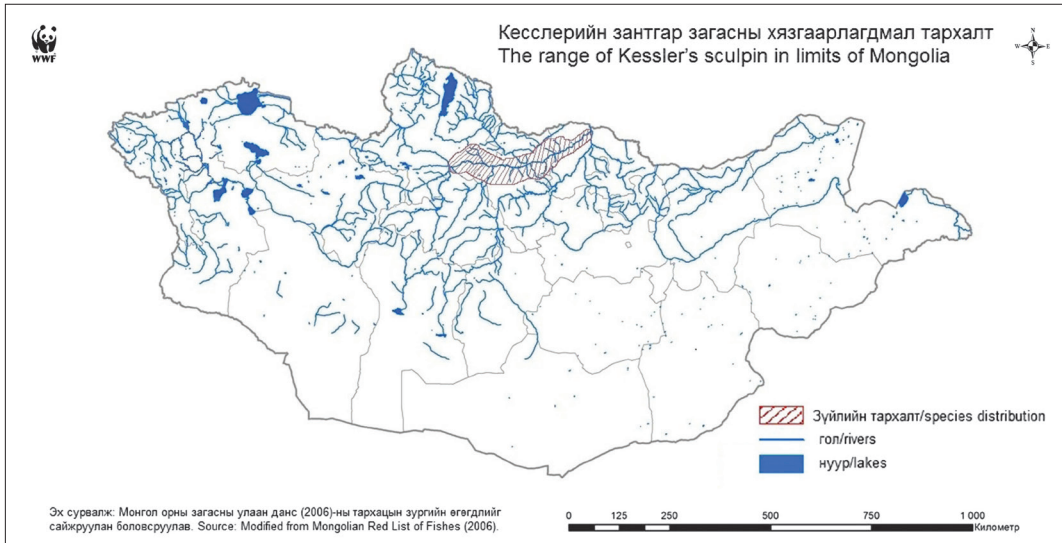 WWF
Кесслерийн зантгар загасны хязгаарлагдмал тархалт
The range of Kessler's sculpin in limits of Mongolia
N
W E
S
Зүйлийн тархалт/species distribution
гол/rivers
нуур/lakes
Эх сурвалж: Монгол орны загасны улаан данс (2006)-ны тархацын зургийн өгөгдлийг
сайжруулан боловсруулав. Source: Modified from Mongolian Red List of Fishes (2006).
0 125 250 500 750 1 000
Километр